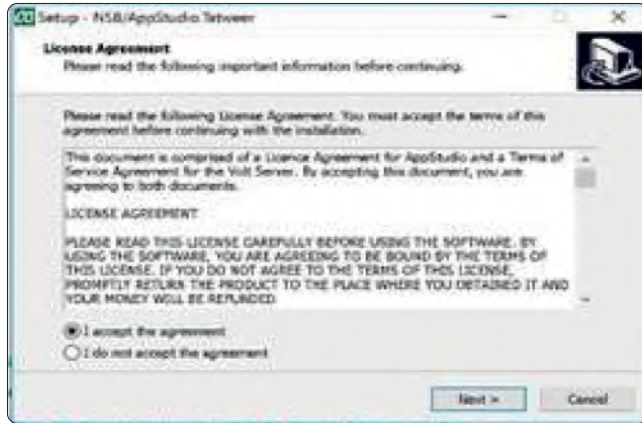 Setup - NSB/AppStudio Tatweer
License Agreement
Please read the following important information before continuing.
Please read the following License Agreement. You must accept the terms of this
agreement before continuing with the installation.
This document is comprised of a Licence Agreement for AppStudio and a Terms of
Service Agreement for the Volt Server. By accepting this document, you are
agreeing to both documents.
LICENSE AGREEMENT
PLEASE READ THIS LICENSE CAREFULLY BEFORE USING THE SOFTWARE. BY
USING THE SOFTWARE, YOU ARE AGREEING TO BE BOUND BY THE TERMS OF
THIS LICENSE. IF YOU DO NOT AGREE TO THE TERMS OF THIS LICENSE,
PROMPTLY RETURN THE PRODUCT TO THE PLACE WHERE YOU OBTAINED IT AND
YOUR MONEY WILL BE REFUNDED.
I accept the agreement
I do not accept the agreement
Next >
Cancel